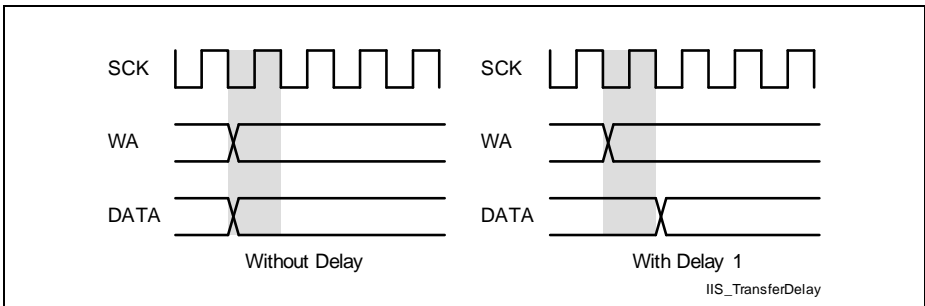 SCK
WA
DATA
Without Delay
SCK
WA
DATA
With Delay 1
IIS_TransferDelay